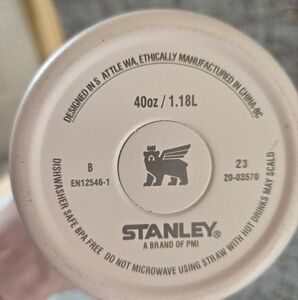 DESIGNED IN S ATTLE WA, ETHICALLY MANUFACTURED IN CHINA-BG
40oz / 1.18L
B
EN12546-1
23
20-03570
STANLEY
A BRAND OF PMI
DISHWASHER SAFE BPA FREE DO NOT MICROWAVE USING STRAW WITH HOT DRINKS MAY SCALD